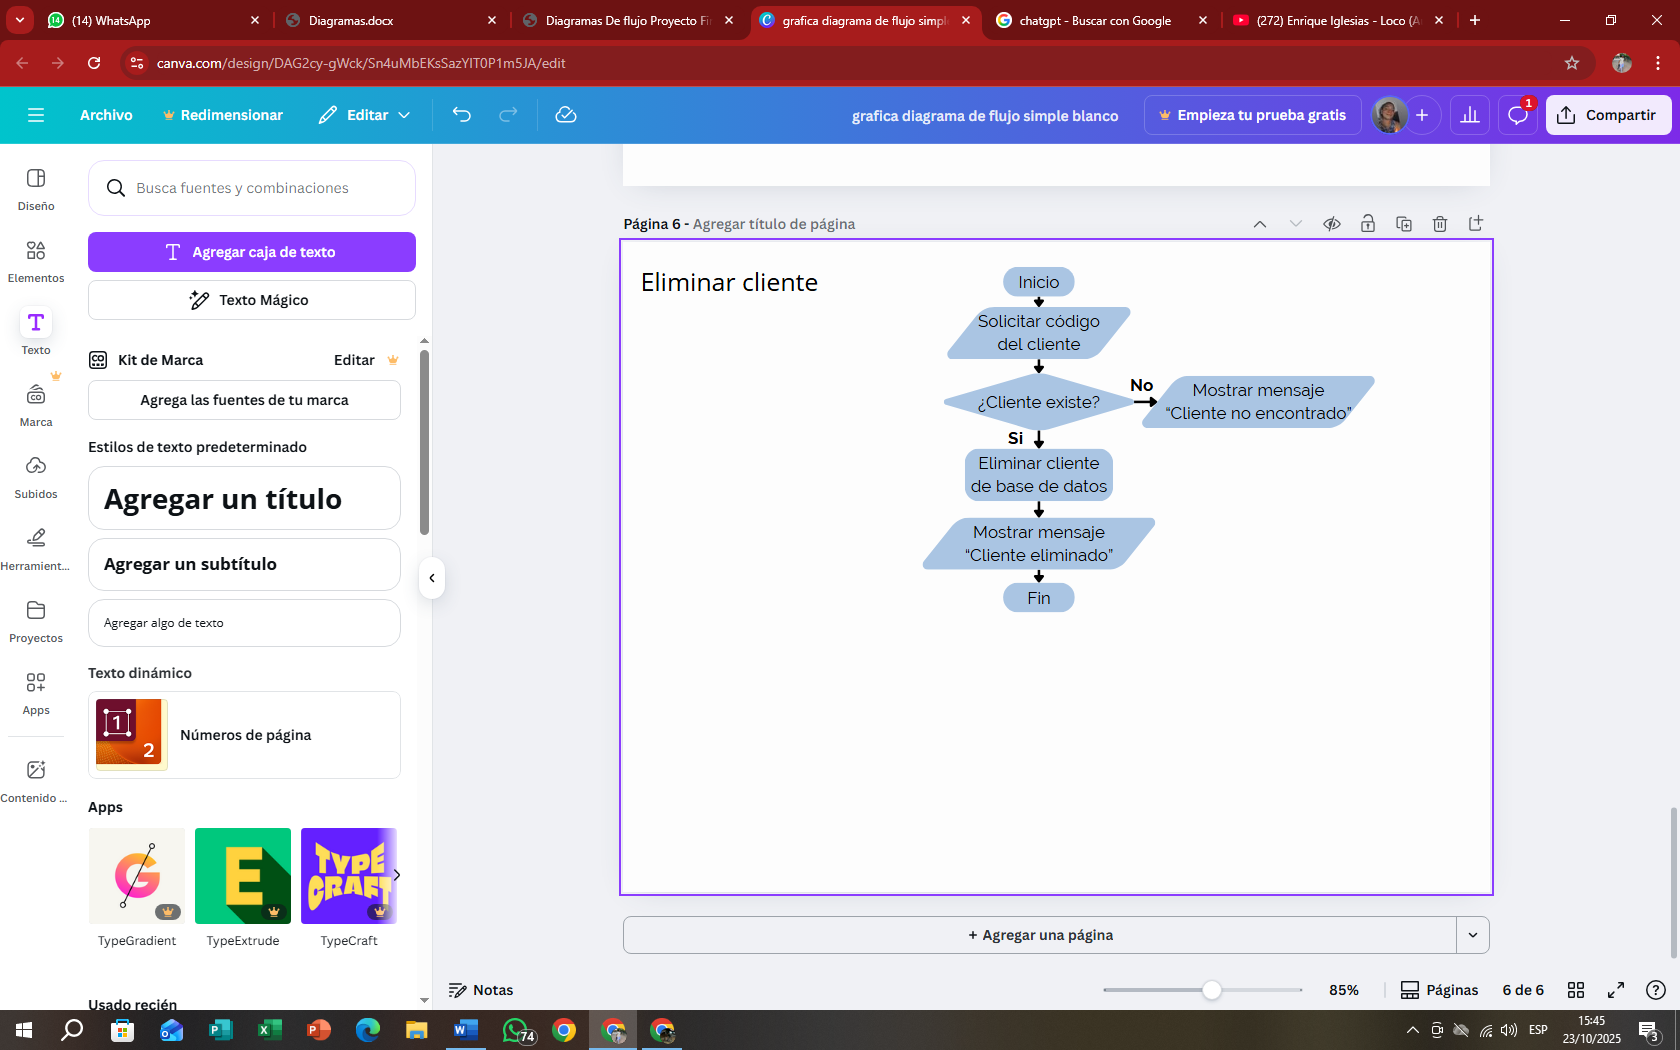 (14) WhatsApp
Diagramas.docx
Diagramas De flujo Proyecto Fi
grafica diagrama de flujo simple
chatgpt - Buscar con Google
(272) Enrique Iglesias - Loco (A
canva.com/design/DAG2cy-gWck/Sn4uMbEKsSazYIT0P1m5JA/edit
Archivo
Redimensionar
Editar
grafica diagrama de flujo simple blanco
Empieza tu prueba gratis
1
Compartir
Diseño
Elementos
Texto
Marca
Subidos
Herramient...
Proyectos
Apps
Contenido ...
Busca fuentes y combinaciones
Agregar caja de texto
Texto Mágico
Kit de Marca
Editar
Agrega las fuentes de tu marca
Estilos de texto predeterminado
Agregar un título
Agregar un subtítulo
Agregar algo de texto
Texto dinámico
1
2
Números de página
Apps
G
E
TYPE
CRAFT
TypeGradient
TypeExtrude
TypeCraft
Usado recién
Página 6 - Agregar título de página
Eliminar cliente
Inicio
Solicitar código
del cliente
¿Cliente existe?
No
Mostrar mensaje
“Cliente no encontrado”
Si
Eliminar cliente
de base de datos
Mostrar mensaje
“Cliente eliminado”
Fin
+ Agregar una página
Notas
85%
Páginas
6 de 6
74
ESP
15:45
23/10/2025
3